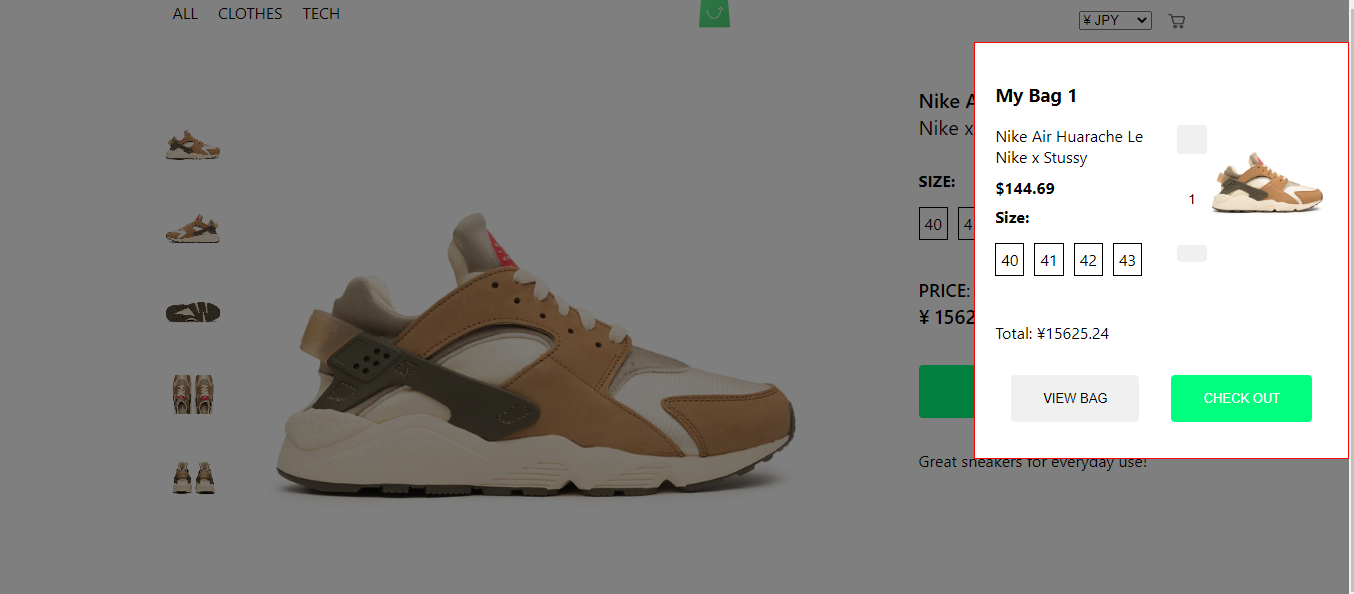 ALL CLOTHES TECH
¥ JPY
Nike A
Nike x
SIZE:
40 4
PRICE:
¥ 1562
Great sneakers for everyday use!
My Bag 1
Nike Air Huarache Le
Nike x Stussy
$144.69
Size:
40 41 42 43
1
Total: ¥15625.24
VIEW BAG CHECK OUT